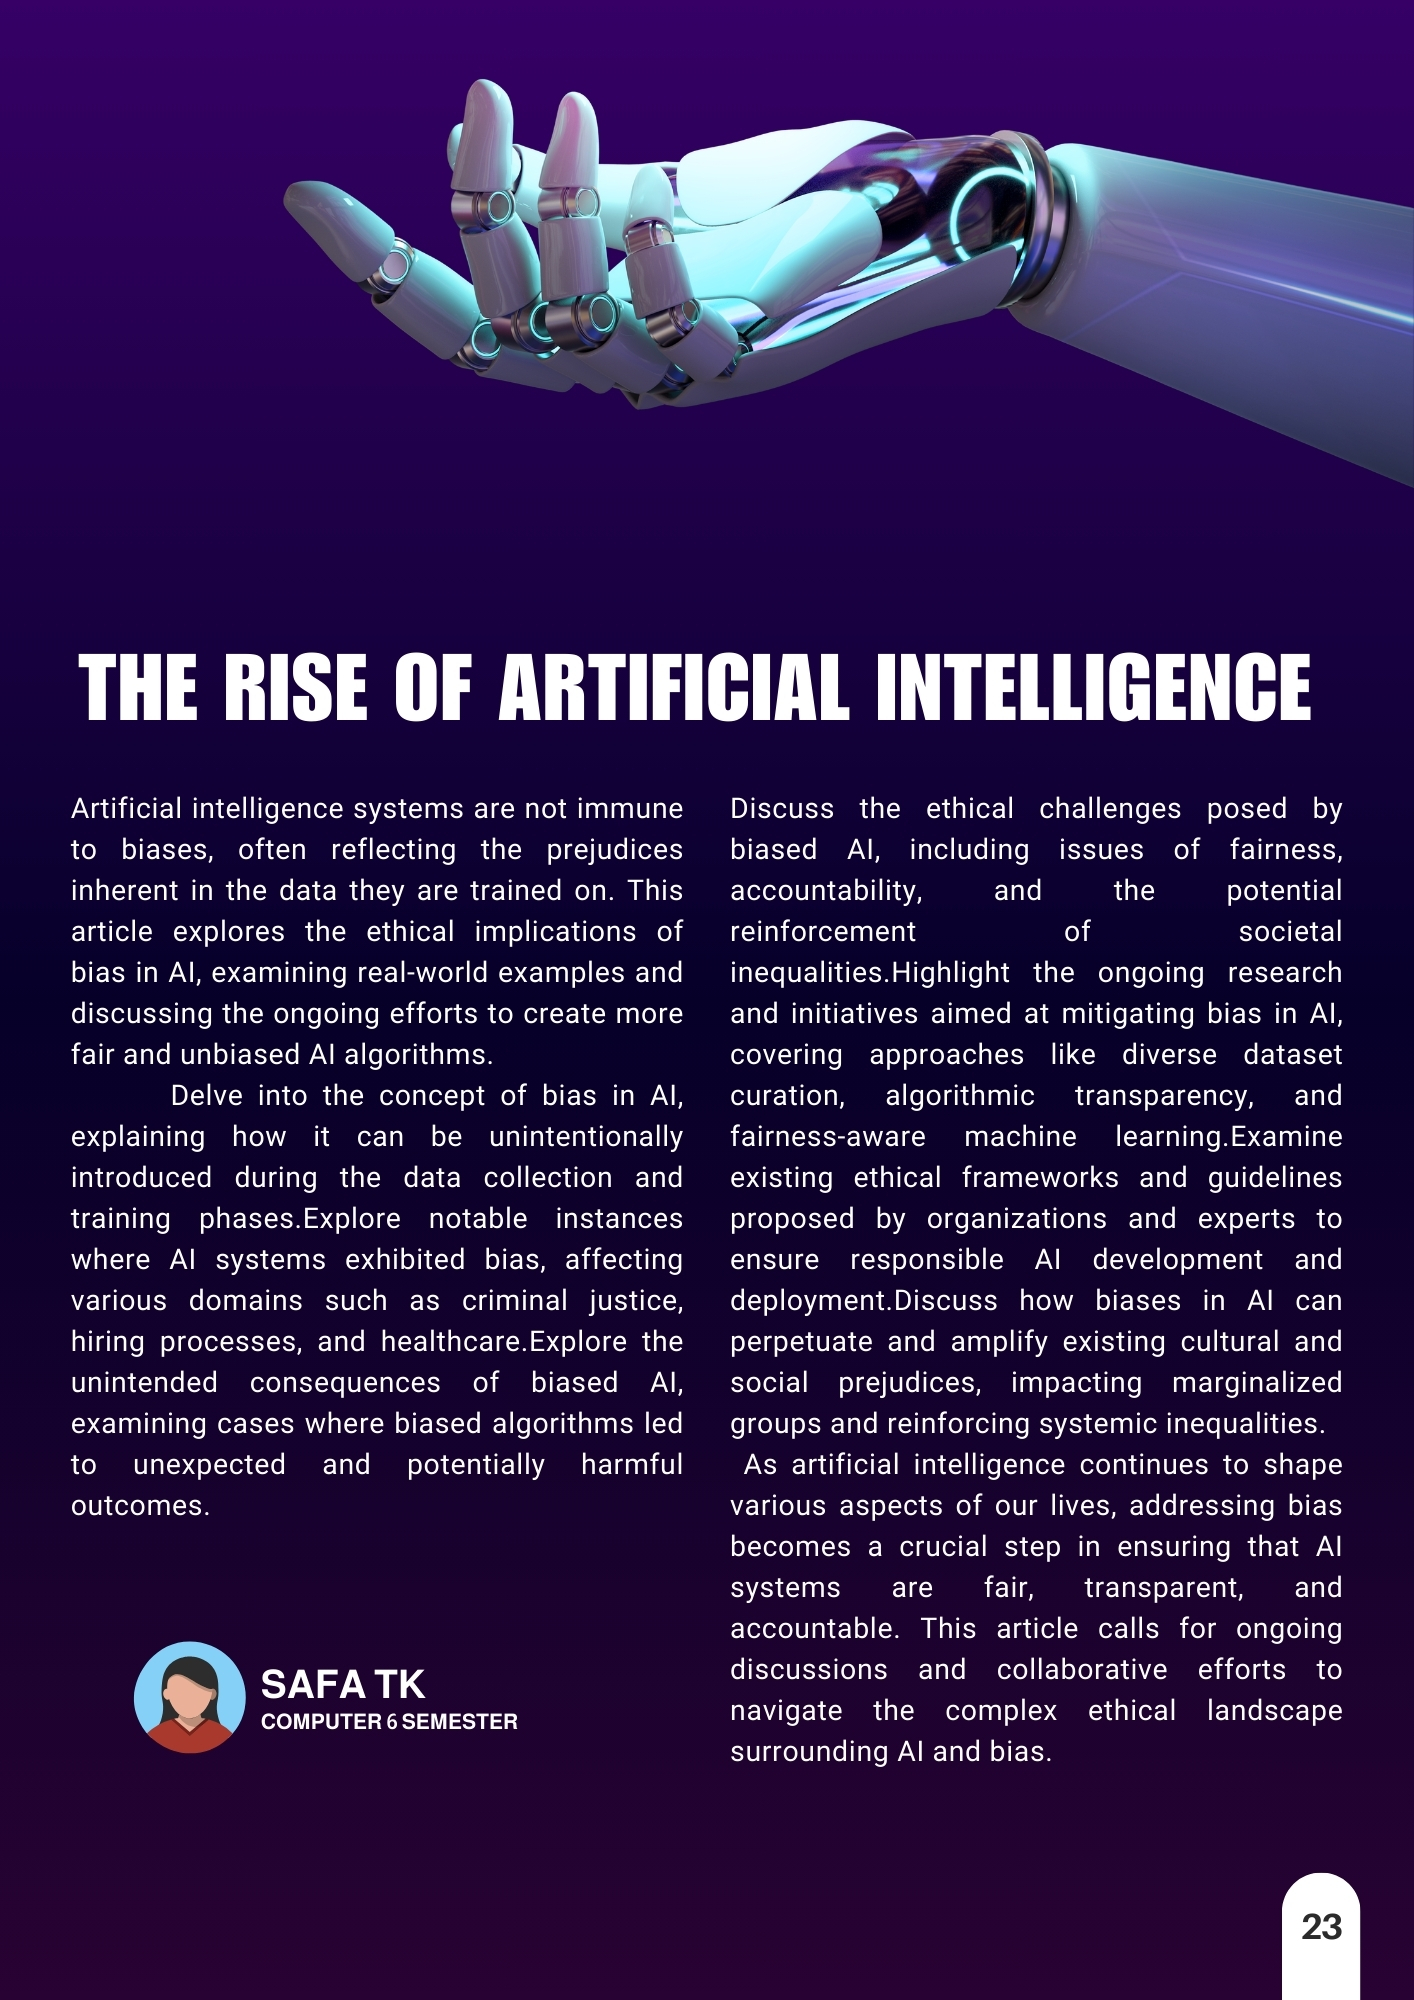 THE RISE OF ARTIFICIAL INTELLIGENCE
Artificial intelligence systems are not immune
to biases, often reflecting the prejudices
inherent in the data they are trained on. This
article explores the ethical implications of
bias in AI, examining real-world examples and
discussing the ongoing efforts to create more
fair and unbiased AI algorithms.
Delve into the concept of bias in AI,
explaining how it can be unintentionally
introduced during the data collection and
training phases.Explore notable instances
where AI systems exhibited bias, affecting
various domains such as criminal justice,
hiring processes, and healthcare.Explore the
unintended consequences of biased AI,
examining cases where biased algorithms led
to unexpected and potentially harmful
outcomes.
SAFA TK
COMPUTER 6 SEMESTER
Discuss the ethical challenges posed by
biased AI, including issues of fairness,
accountability, and the potential
reinforcement of societal
inequalities.Highlight the ongoing research
and initiatives aimed at mitigating bias in AI,
covering approaches like diverse dataset
curation, algorithmic transparency, and
fairness-aware machine learning.Examine
existing ethical frameworks and guidelines
proposed by organizations and experts to
ensure responsible AI development and
deployment.Discuss how biases in AI can
perpetuate and amplify existing cultural and
social prejudices, impacting marginalized
groups and reinforcing systemic inequalities.
As artificial intelligence continues to shape
various aspects of our lives, addressing bias
becomes a crucial step in ensuring that AI
systems are fair, transparent, and
accountable. This article calls for ongoing
discussions and collaborative efforts to
navigate the complex ethical landscape
surrounding AI and bias.
23